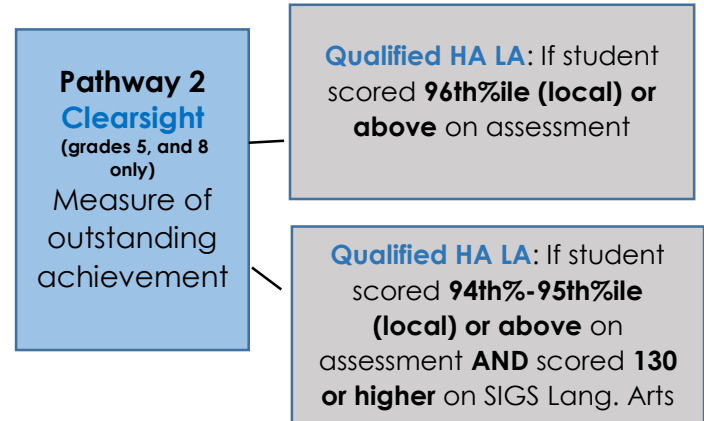 Pathway 2
Clearsight
(grades 5, and 8
only)
Measure of
outstanding
achievement
Qualified HA LA: If student
scored 96th%ile (local) or
above on assessment
Qualified HA LA: If student
scored 94th%-95th%ile
(local) or above on
assessment AND scored 130
or higher on SIGS Lang. Arts